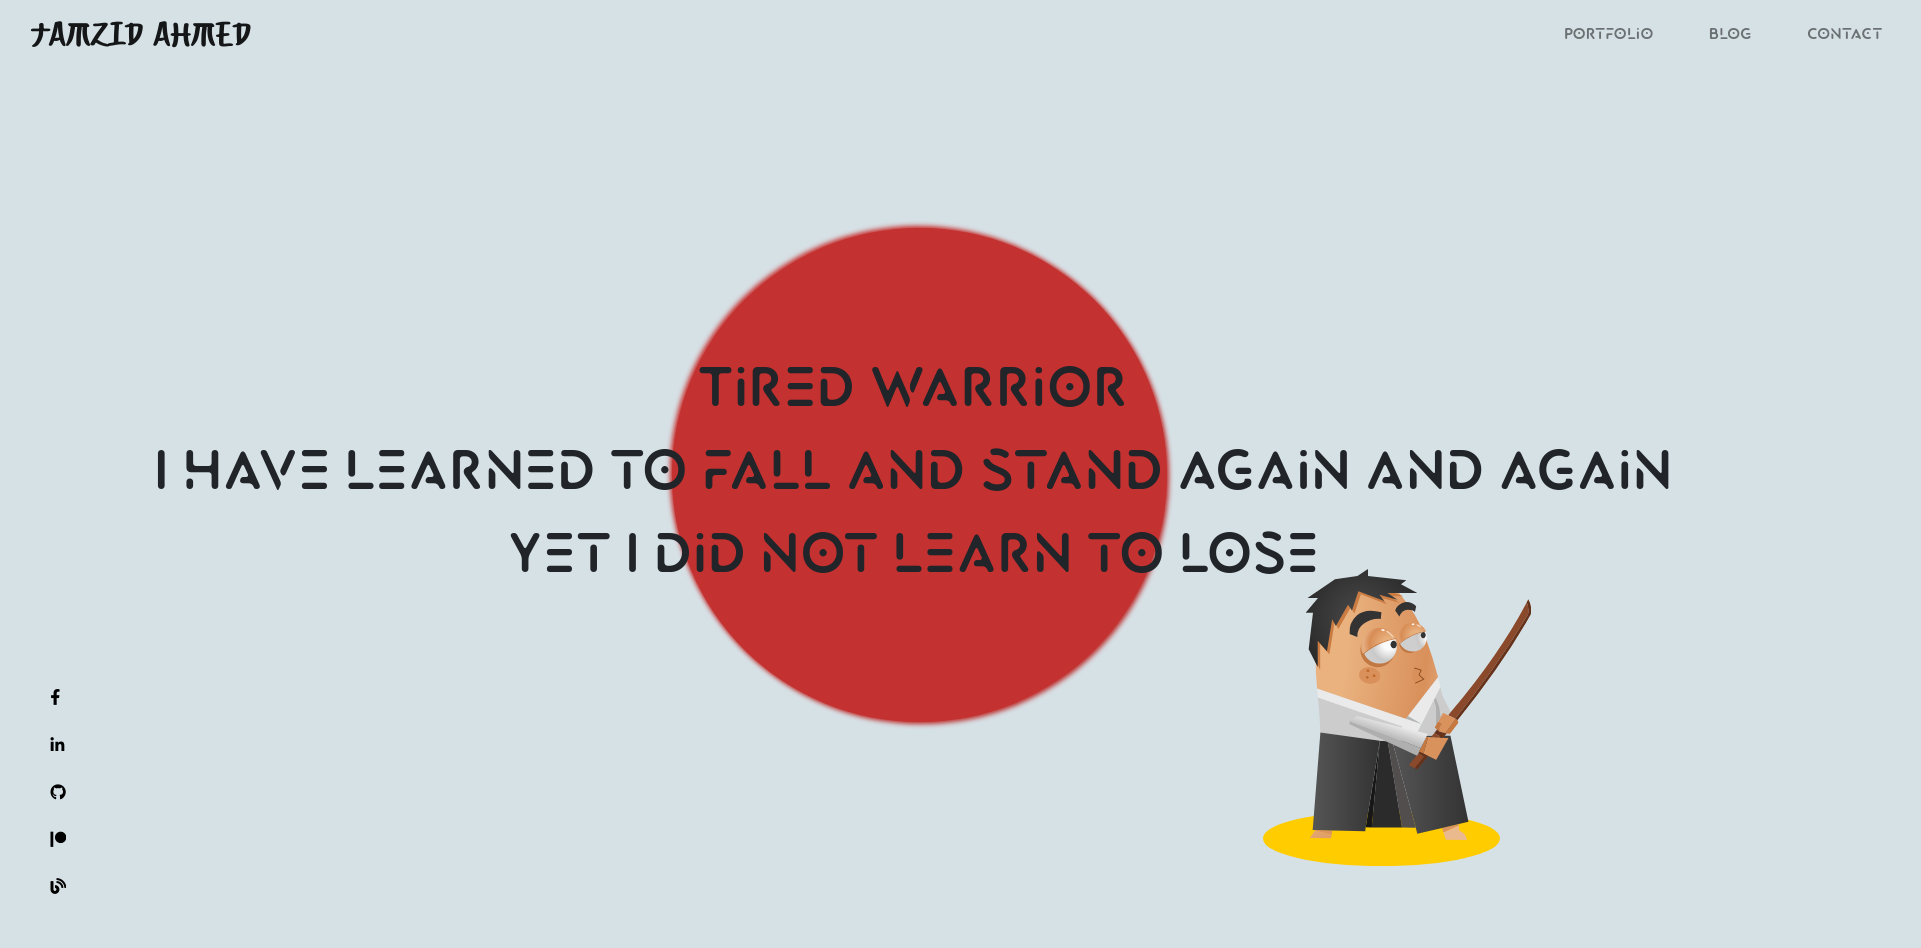 TAMZID AHMED
PORTFOLIO BLOG CONTACT
TIRED WARRIOR
I HAVE LEARNED TO FALL AND STAND AGAIN AND AGAIN
YET I DID NOT LEARN TO LOSE